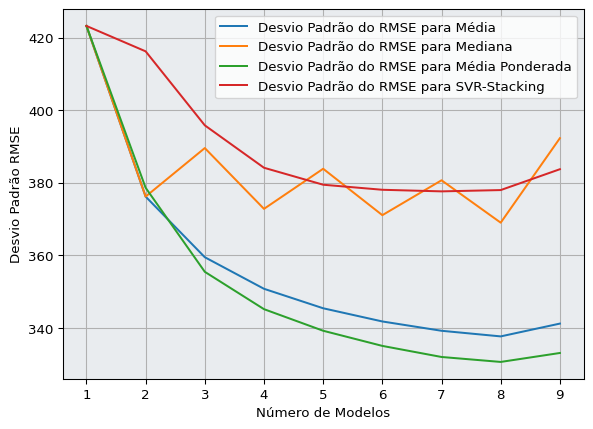 Desvio Padrão do RMSE para Média
Desvio Padrão do RMSE para Mediana
Desvio Padrão do RMSE para Média Ponderada
Desvio Padrão do RMSE para SVR-Stacking
420
400
380
360
340
Desvio Padrão RMSE
1 2 3 4 5 6 7 8 9
Número de Modelos